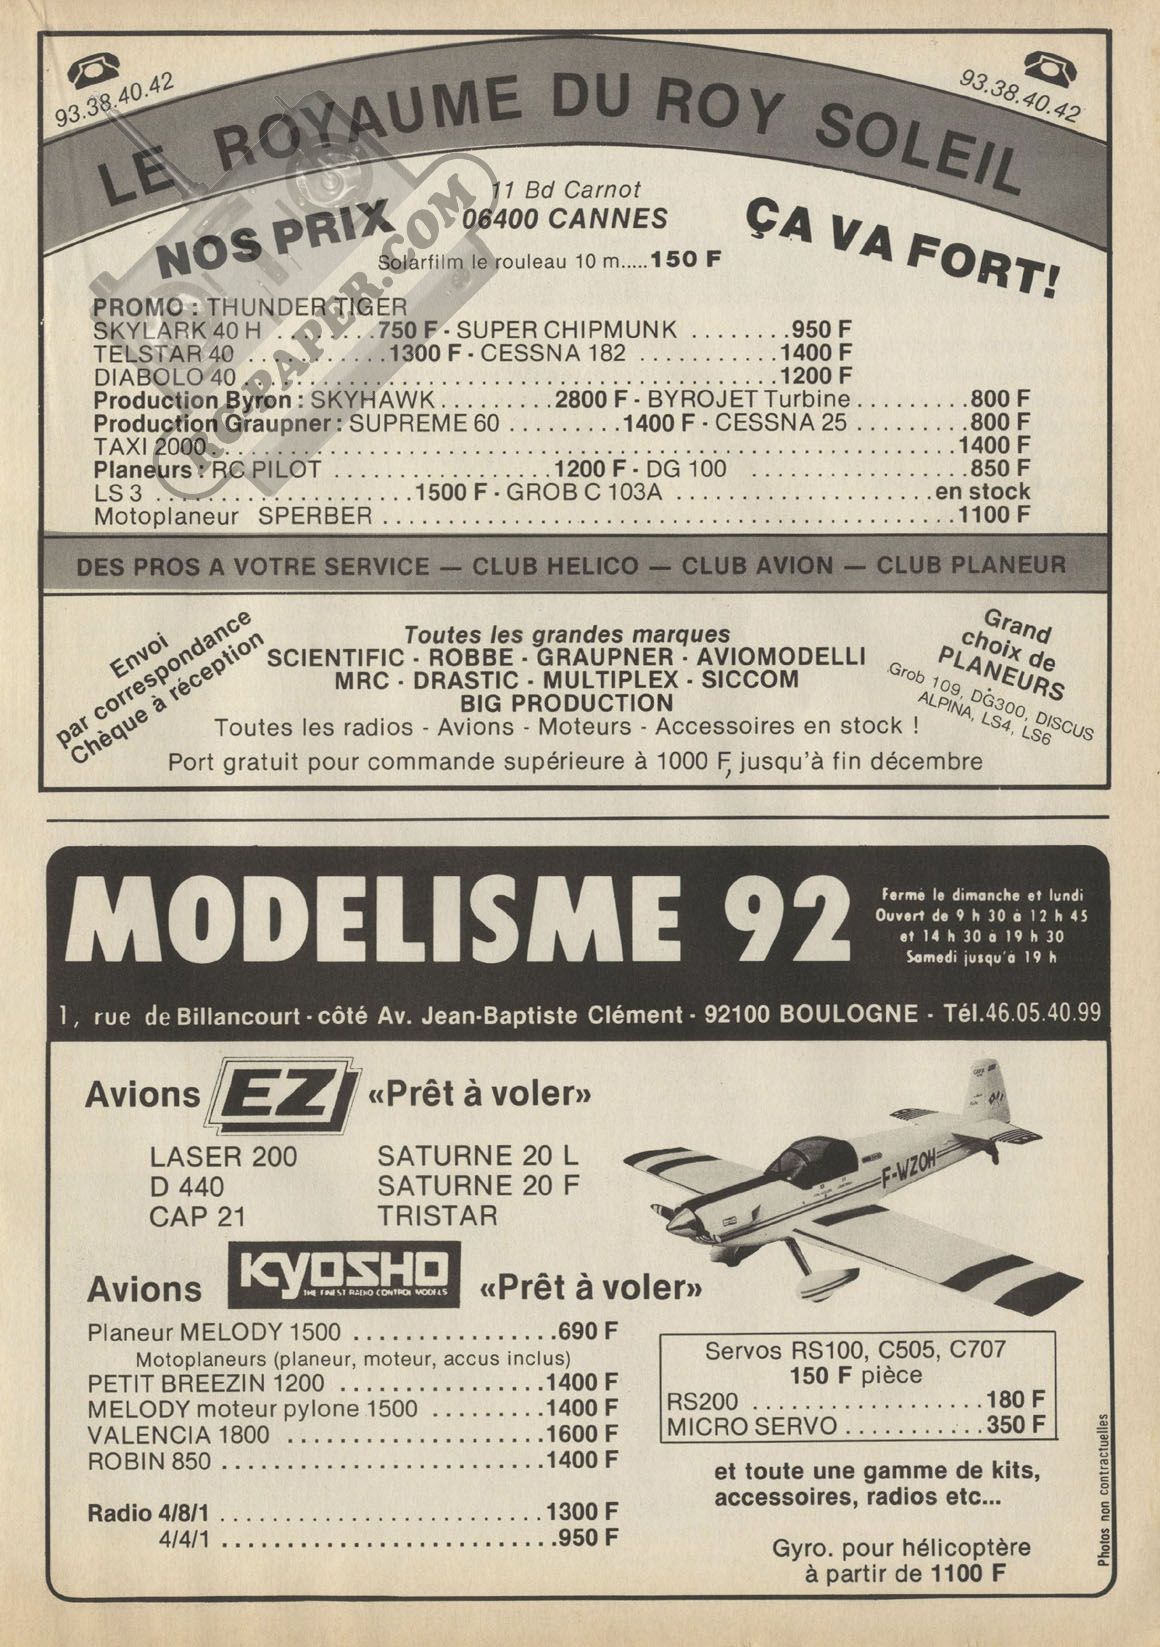 93.38.40.42
93.38.40.42
LE ROYAUME DU ROY SOLEIL
11 Bd Carnot
06400 CANNES
NOS PRIX
ÇA VA FORT!
Solarfilm le rouleau 10 m.....150 F
PROMO : THUNDER TIGER
SKYLARK 40 H ........750 F - SUPER CHIPMUNK ........950 F
TELSTAR 40 ............1300 F - CESSNA 182 ............1400 F
DIABOLO 40 ................................................1200 F
Production Byron : SKYHAWK..........2800 F - BYROJET Turbine..........800 F
Production Graupner : SUPREME 60 ..........1400 F - CESSNA 25 ..........800 F
TAXI 2000................................................................1400 F
Planeurs : RC PILOT ....................1200 F - DG 100 ....................850 F
LS 3 .......................1500 F - GROB C 103A .......................en stock
Motoplaneur SPERBER ..................................................1100 F
DES PROS A VOTRE SERVICE — CLUB HELICO — CLUB AVION — CLUB PLANEUR
Envoi
par correspondance
Chèque à réception
Toutes les grandes marques
SCIENTIFIC - ROBBE - GRAUPNER - AVIOMODELLI
MRC - DRASTIC - MULTIPLEX - SICCOM
BIG PRODUCTION
Toutes les radios - Avions - Moteurs - Accessoires en stock !
Port gratuit pour commande supérieure à 1000 F, jusqu'à fin décembre
Grand
choix de
PLANEURS
Grob 109, DG300, DISCUS
ALPINA, LS4, LS6
RC-PAPER.COM
MODELISME 92
Fermé le dimanche et lundi
Ouvert de 9 h 30 à 12 h 45
et 14 h 30 à 19 h 30
Samedi jusqu'à 19 h
1, rue de Billancourt - côté Av. Jean-Baptiste Clément - 92100 BOULOGNE - Tél.46.05.40.99
Avions EZ «Prêt à voler»
LASER 200 SATURNE 20 L
D 440 SATURNE 20 F
CAP 21 TRISTAR
F-WZOH
Avions KYOSHO «Prêt à voler»
THE FINEST RADIO CONTROL MODELS
Planeur MELODY 1500 ................690 F
Motoplaneurs (planeur, moteur, accus inclus)
PETIT BREEZIN 1200 ................1400 F
MELODY moteur pylone 1500 .........1400 F
VALENCIA 1800 ....................1600 F
ROBIN 850 ........................1400 F
Radio 4/8/1 ........................1300 F
4/4/1 ..........................950 F
Servos RS100, C505, C707
150 F pièce
RS200 ...................180 F
MICRO SERVO ...........350 F
et toute une gamme de kits,
accessoires, radios etc...
Gyro. pour hélicoptère
à partir de 1100 F
Photos non contractuelles